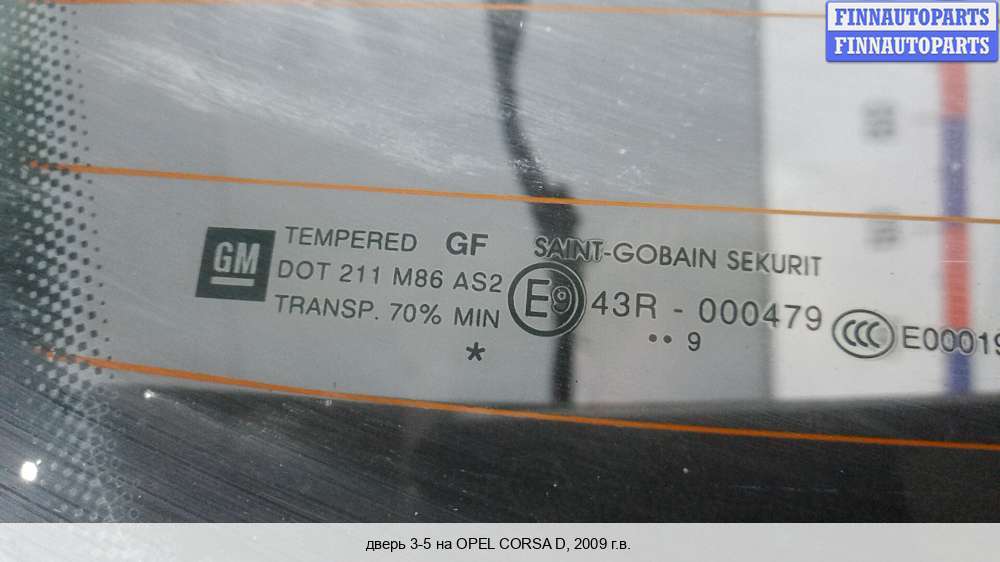 FINNAUTOPARTS
FINNAUTOPARTS
GM
TEMPERED GF
DOT 211 M86 AS2
TRANSP. 70% MIN
*
SAINT-GOBAIN SEKURIT
E9 43R - 000479
•• 9
CCC E00019
дверь 3-5 на OPEL CORSA D, 2009 г.в.